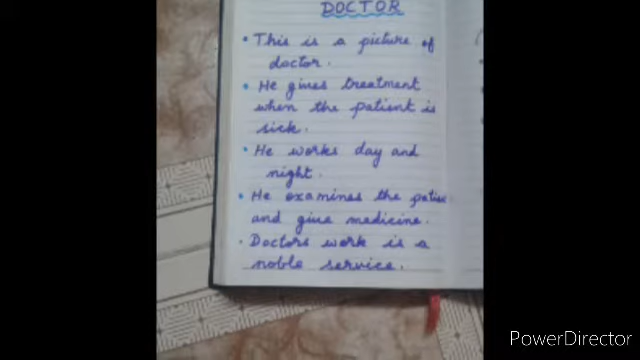 DOCTOR
• This is a picture of
doctor.
• He gives treatment
when the patient is
sick.
• He works day and
night.
• He examines the
and give medicine.
• Doctors work is a
noble service.
PowerDirector